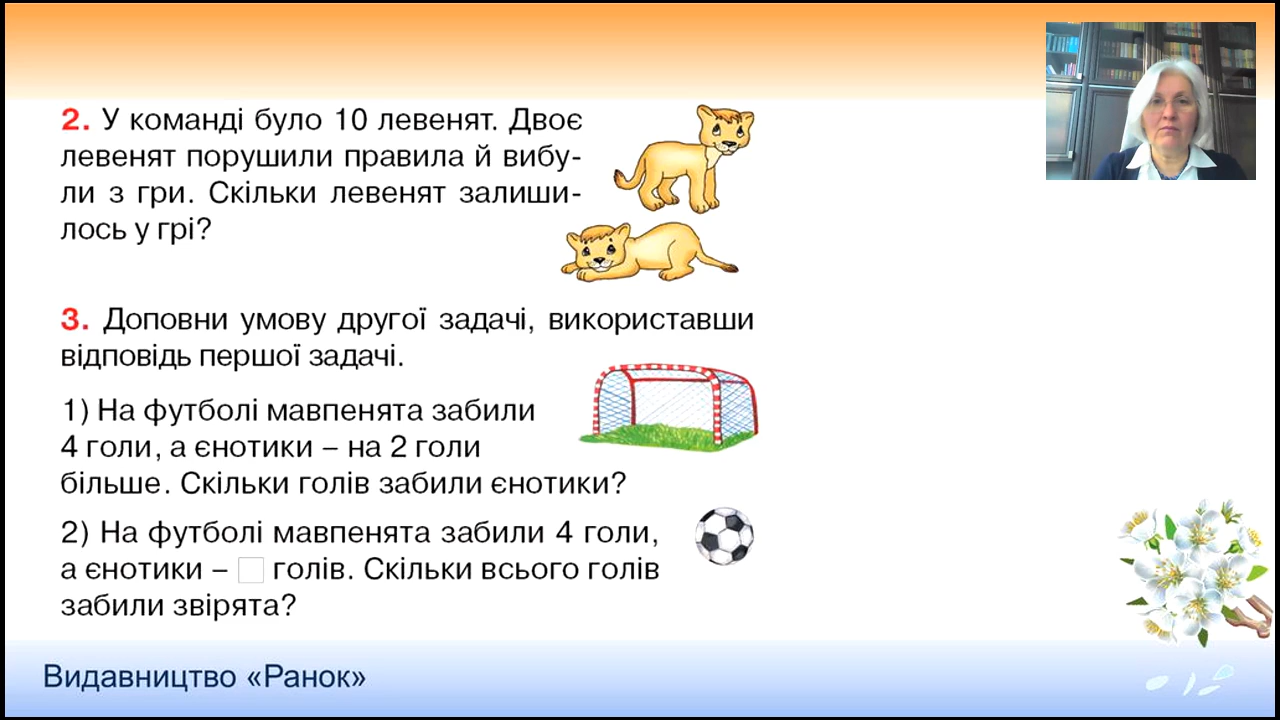 2. У команді було 10 левенят. Двоє
левенят порушили правила й вибу-
ли з гри. Скільки левенят залиши-
лось у грі?
3. Доповни умову другої задачі, використавши
відповідь першої задачі.
1) На футболі мавпенята забили
4 голи, а єнотики – на 2 голи
більше. Скільки голів забили єнотики?
2) На футболі мавпенята забили 4 голи,
а єнотики – □ голів. Скільки всього голів
забили звірята?
Видавництво «Ранок»